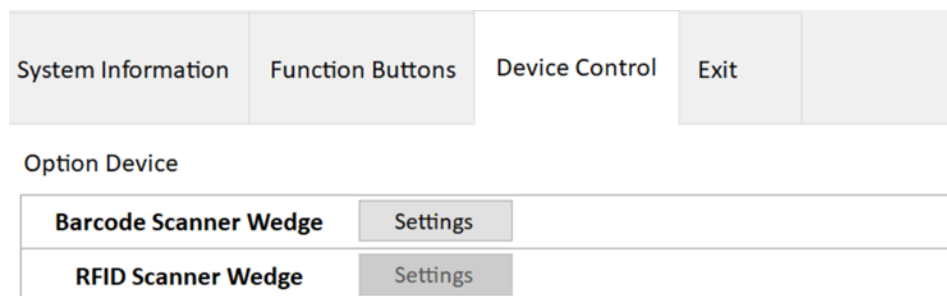 System Information Function Buttons Device Control Exit
Option Device
Barcode Scanner Wedge Settings
RFID Scanner Wedge Settings